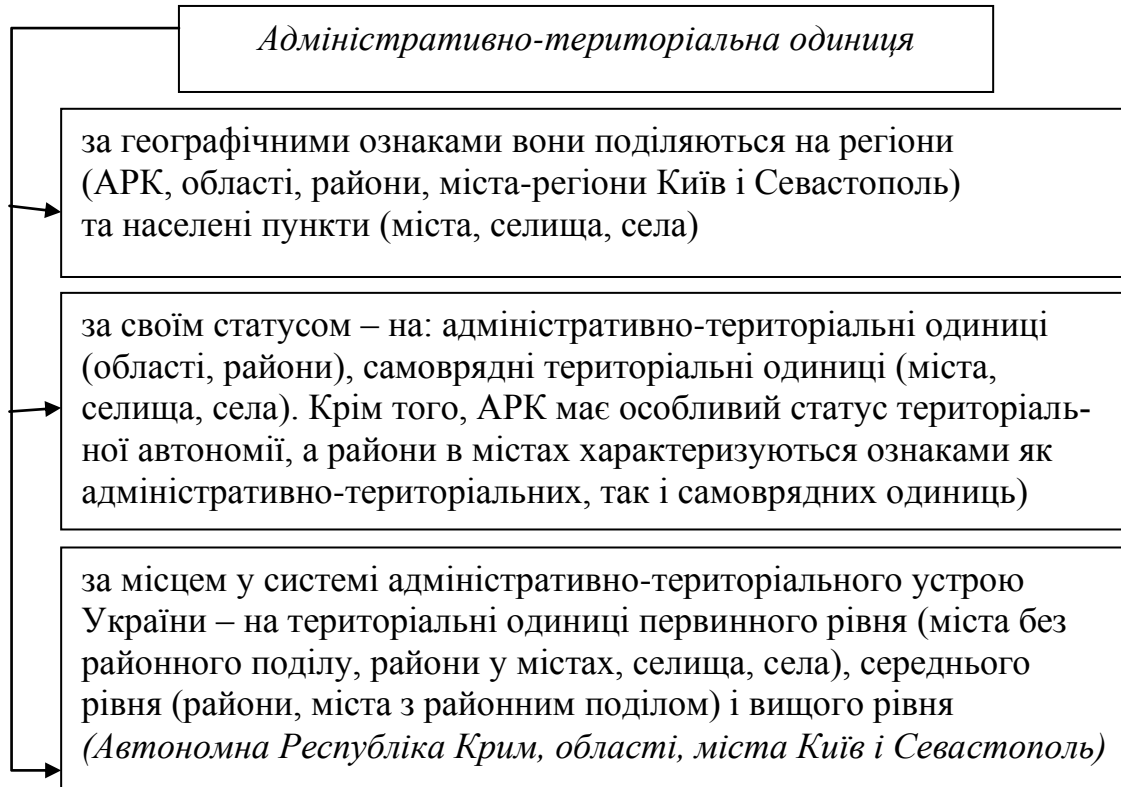 Адміністративно-територіальна одиниця
за географічними ознаками вони поділяються на регіони
(АРК, області, райони, міста-регіони Київ і Севастополь)
та населені пункти (міста, селища, села)
за своїм статусом – на: адміністративно-територіальні одиниці
(області, райони), самоврядні територіальні одиниці (міста,
селища, села). Крім того, АРК має особливий статус територіаль-
ної автономії, а райони в містах характеризуються ознаками як
адміністративно-територіальних, так і самоврядних одиниць)
за місцем у системі адміністративно-територіального устрою
України – на територіальні одиниці первинного рівня (міста без
районного поділу, райони у містах, селища, села), середнього
рівня (райони, міста з районним поділом) і вищого рівня
(Автономна Республіка Крим, області, міста Київ і Севастополь)